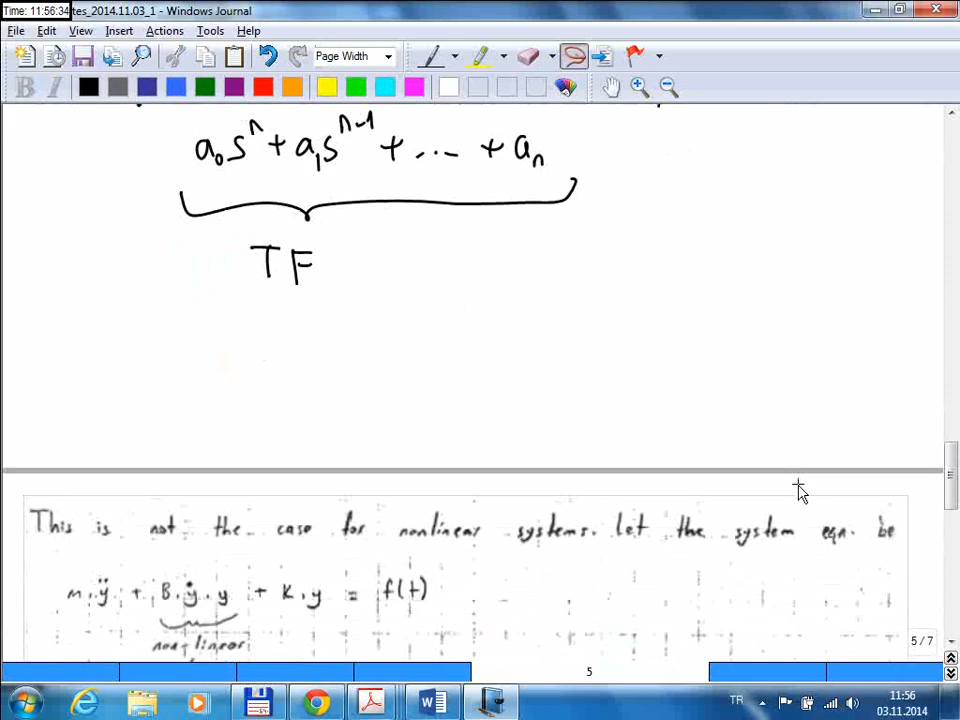 Time: 11:56:34
tes_2014.11.03_1 - Windows Journal
File Edit View Insert Actions Tools Help
Page Width
B I
a₀sⁿ + a₁sⁿ⁻¹ + ... + aₙ
TF
This is not the case for nonlinear systems. Let the system eqn. be
m.ÿ + B.ẏ.y + K.y = f(t)
non-linear
5/7
5
W
TR
11:56
03.11.2014